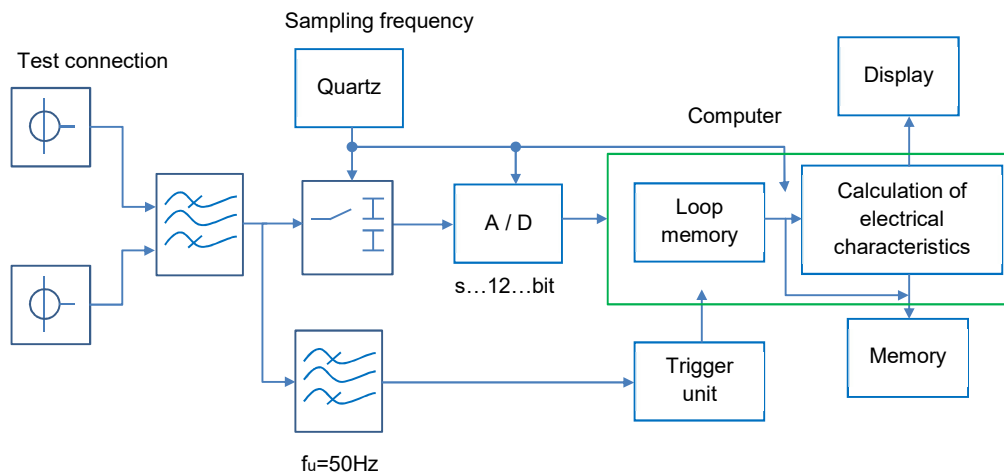 Sampling frequency
Test connection
Quartz
Display
Computer
Loop
memory
Calculation of
electrical
characteristics
A / D
s…12…bit
Trigger
unit
Memory
fu=50Hz